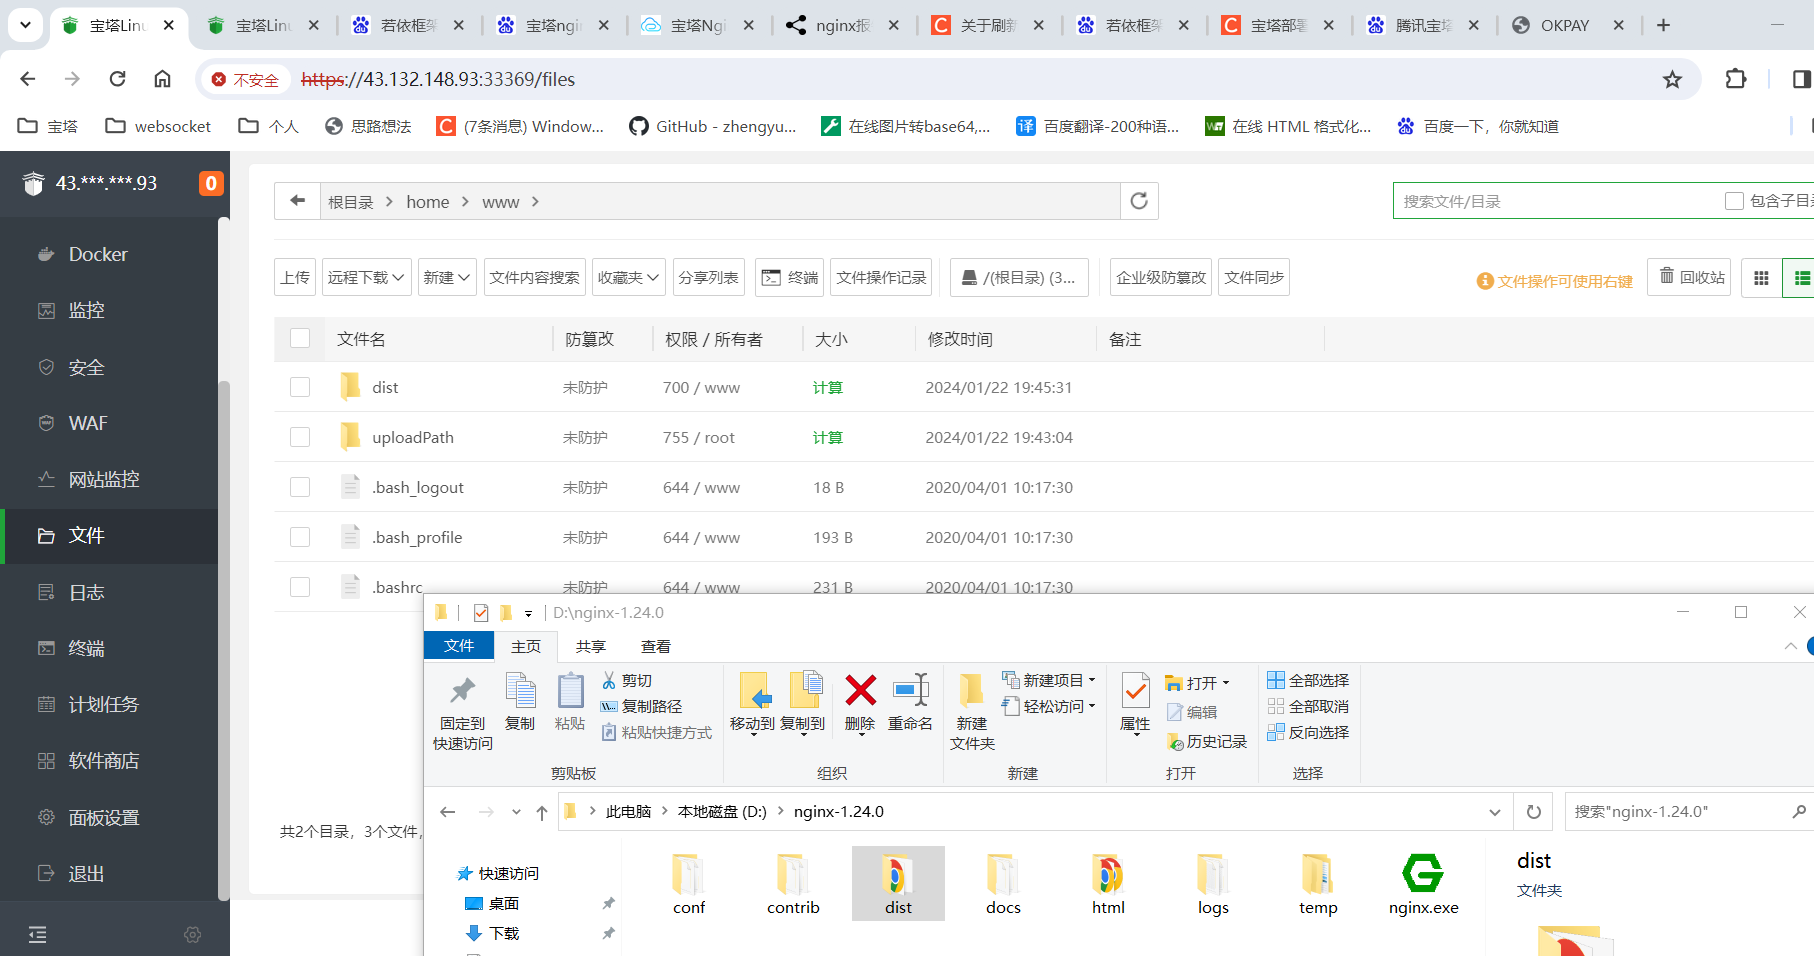 宝塔Linu
宝塔Linu
若依框架
宝塔ngin
宝塔Ngi
nginx报
关于刷新
若依框架
宝塔部署
腾讯宝塔
OKPAY
不安全
https://43.132.148.93:33369/files
宝塔
websocket
个人
思路想法
(7条消息) Window...
GitHub - zhengyu...
在线图片转base64,...
百度翻译-200种语...
在线 HTML 格式化...
百度一下，你就知道
43.***.***.93
0
Docker
监控
安全
WAF
网站监控
文件
日志
终端
计划任务
软件商店
面板设置
退出
根目录 > home > www >
搜索文件/目录
包含子目录
上传
远程下载
新建
文件内容搜索
收藏夹
分享列表
终端
文件操作记录
/(根目录) (3...
企业级防篡改
文件同步
文件操作可使用右键
回收站
文件名 防篡改 权限 / 所有者 大小 修改时间 备注
dist 未防护 700 / www 计算 2024/01/22 19:45:31
uploadPath 未防护 755 / root 计算 2024/01/22 19:43:04
.bash_logout 未防护 644 / www 18 B 2020/04/01 10:17:30
.bash_profile 未防护 644 / www 193 B 2020/04/01 10:17:30
.bashrc 未防护 644 / www 231 B 2020/04/01 10:17:30
共2个目录，3个文件，
D:\nginx-1.24.0
文件 主页 共享 查看
固定到
快速访问
复制
粘贴
剪切
复制路径
粘贴快捷方式
剪贴板
移动到
复制到
删除
重命名
组织
新建
文件夹
新建项目
轻松访问
新建
属性
打开
编辑
历史记录
打开
全部选择
全部取消
反向选择
选择
此电脑 > 本地磁盘 (D:) > nginx-1.24.0
搜索"nginx-1.24.0"
快速访问
桌面
下载
conf
contrib
dist
docs
html
logs
temp
nginx.exe
dist
文件夹